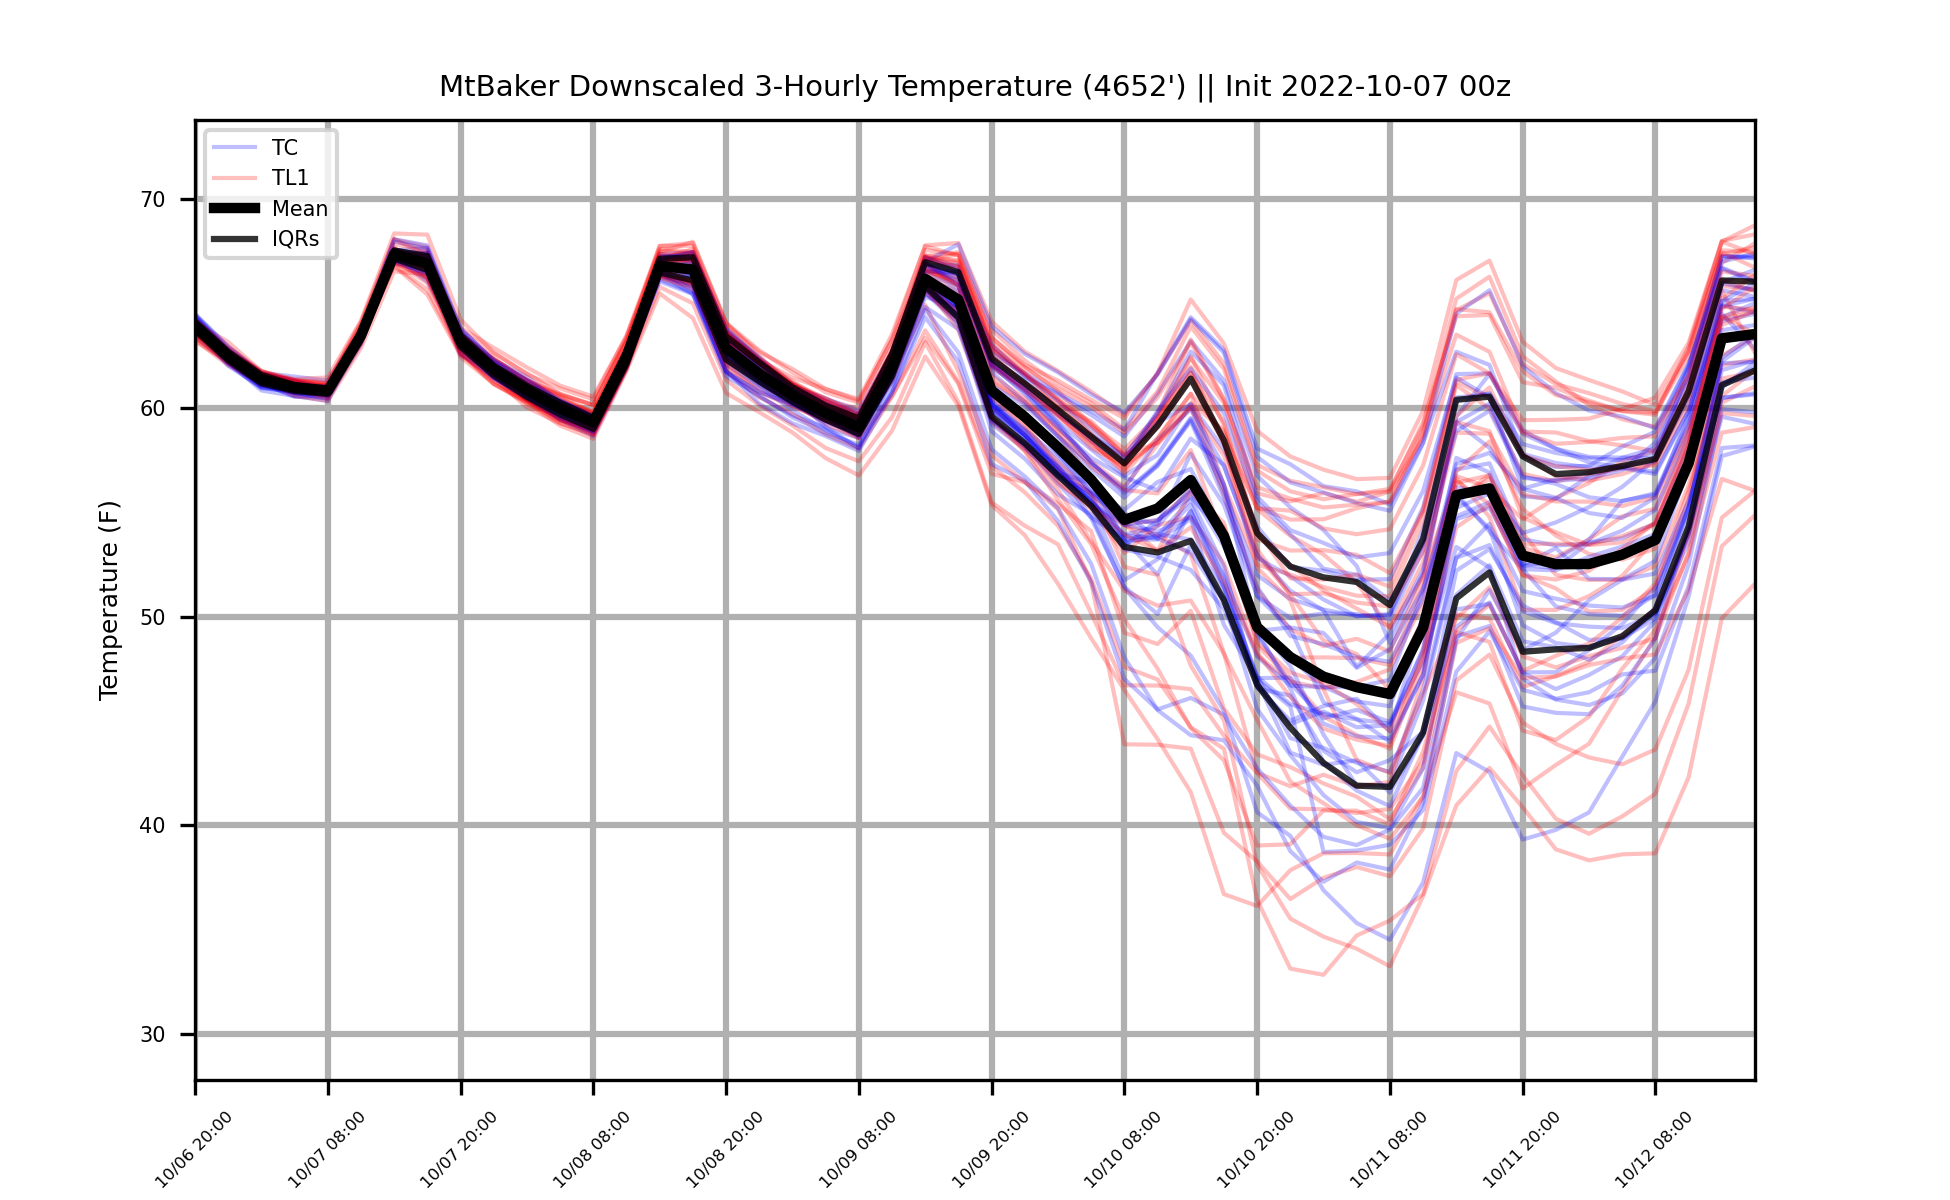 MtBaker Downscaled 3-Hourly Temperature (4652') || Init 2022-10-07 00z
TC
TL1
Mean
IQRs
Temperature (F)
70
60
50
40
30
10/06 20:00
10/07 08:00
10/07 20:00
10/08 08:00
10/08 20:00
10/09 08:00
10/09 20:00
10/10 08:00
10/10 20:00
10/11 08:00
10/11 20:00
10/12 08:00